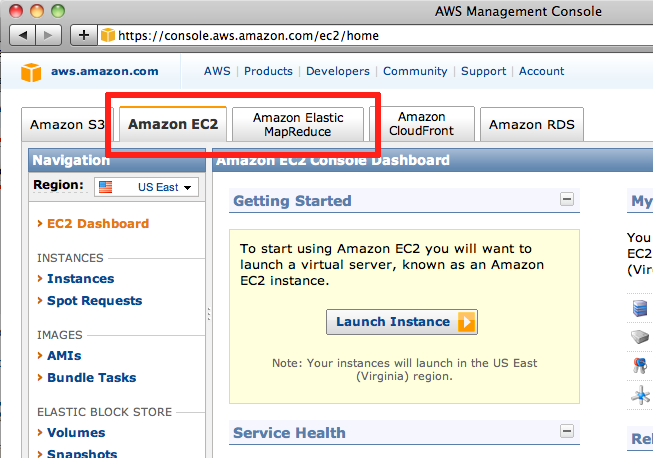 AWS Management Console
https://console.aws.amazon.com/ec2/home
aws.amazon.com
AWS | Products | Developers | Community | Support | Account
Amazon S3
Amazon EC2
Amazon Elastic
MapReduce
Amazon
CloudFront
Amazon RDS
Navigation
Region:
US East
EC2 Dashboard
INSTANCES
Instances
Spot Requests
IMAGES
AMIs
Bundle Tasks
ELASTIC BLOCK STORE
Volumes
Snapshots
Amazon EC2 Console Dashboard
Getting Started
To start using Amazon EC2 you will want to
launch a virtual server, known as an Amazon
EC2 instance.
Launch Instance
Note: Your instances will launch in the US East
(Virginia) region.
Service Health
My
You
EC2
(Vir
Rel